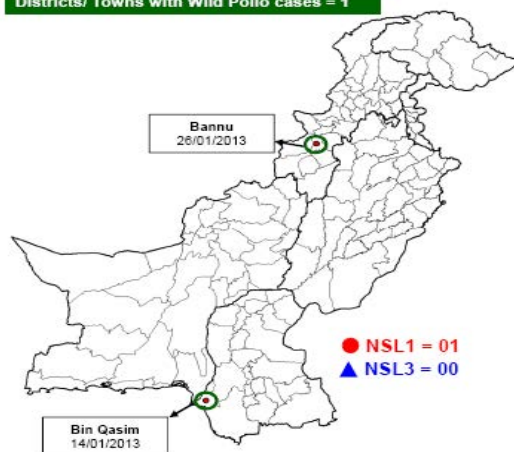 Districts/ Towns with Wild Polio cases = 1
Bannu
26/01/2013
NSL1 = 01
NSL3 = 00
Bin Qasim
14/01/2013